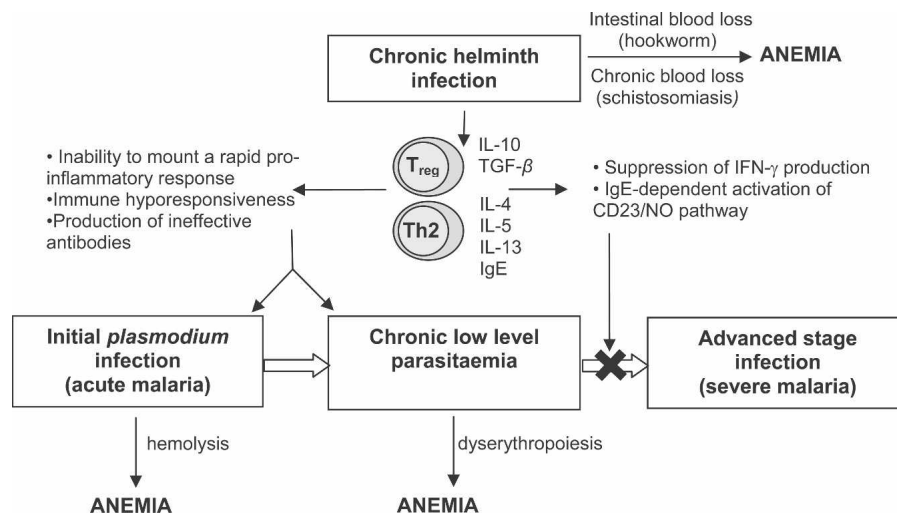 Chronic helminth
infection
Intestinal blood loss
(hookworm)
ANEMIA
Chronic blood loss
(schistosomiasis)
• Inability to mount a rapid pro-
inflammatory response
•Immune hyporesponsiveness
•Production of ineffective
antibodies
Treg
IL-10
TGF-β
Th2
IL-4
IL-5
IL-13
IgE
• Suppression of IFN-γ production
• IgE-dependent activation of
CD23/NO pathway
Initial plasmodium
infection
(acute malaria)
Chronic low level
parasitaemia
Advanced stage
infection
(severe malaria)
hemolysis
dyserythropoiesis
ANEMIA
ANEMIA